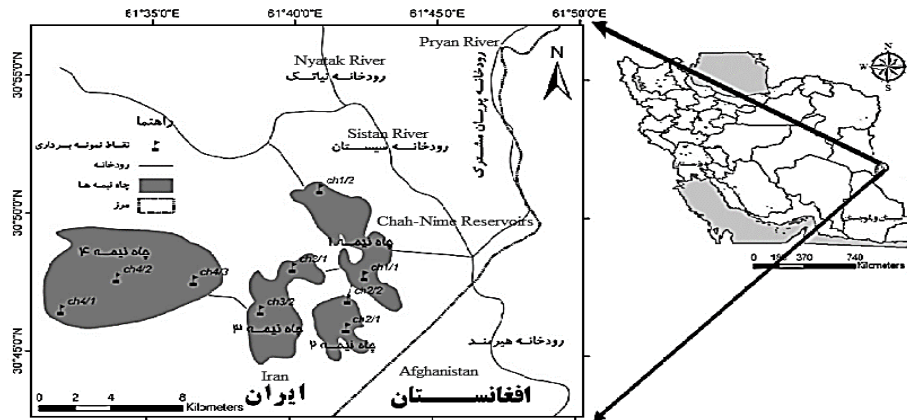 61°35'0"E
61°40'0"E
61°45'0"E
61°50'0"E
30°55'0"N
30°50'0"N
30°45'0"N
Nyatak River
رودخانه نیاتک
Pryan River
رودخانه پریان مشترک
N
Sistan River
رودخانه سیستان
راهنما
نقاط نمونه برداری
رودخانه
چاه نیمه ها
مرز
ch1/2
Chah-Nime Reservoirs
چاه نیمه ۱
ch1/1
چاه نیمه ۴
ch4/2
ch4/3
ch4/1
ch3/1
ch3/2
چاه نیمه ۳
ch2/2
ch2/1
چاه نیمه ۲
رودخانه هیرمند
Iran
ایران
Afghanistan
افغانستان
0 2 4 8
Kilometers
N
W
E
S
0 370 740
Kilometers